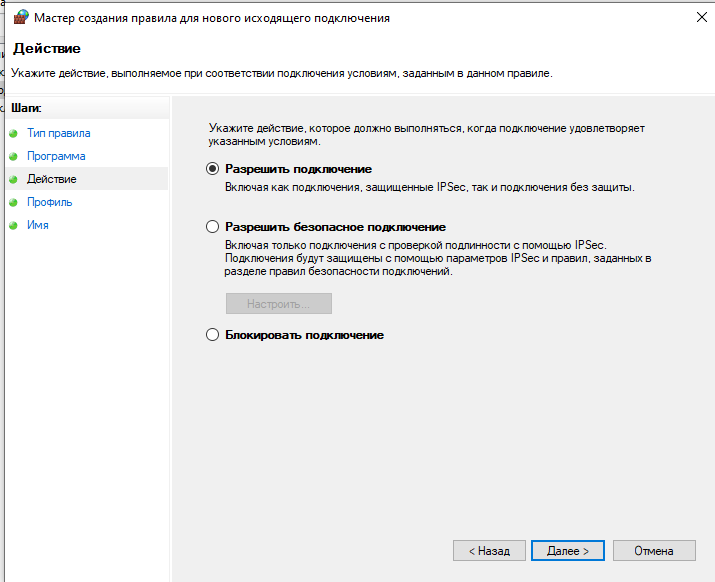 Мастер создания правила для нового исходящего подключения
Действие
Укажите действие, выполняемое при соответствии подключения условиям, заданным в данном правиле.
Шаги:
Тип правила
Программа
Действие
Профиль
Имя
Укажите действие, которое должно выполняться, когда подключение удовлетворяет
указанным условиям.
Разрешить подключение
Включая как подключения, защищенные IPSec, так и подключения без защиты.
Разрешить безопасное подключение
Включая только подключения с проверкой подлинности с помощью IPSec.
Подключения будут защищены с помощью параметров IPSec и правил, заданных в
разделе правил безопасности подключений.
Настроить...
Блокировать подключение
< Назад
Далее >
Отмена